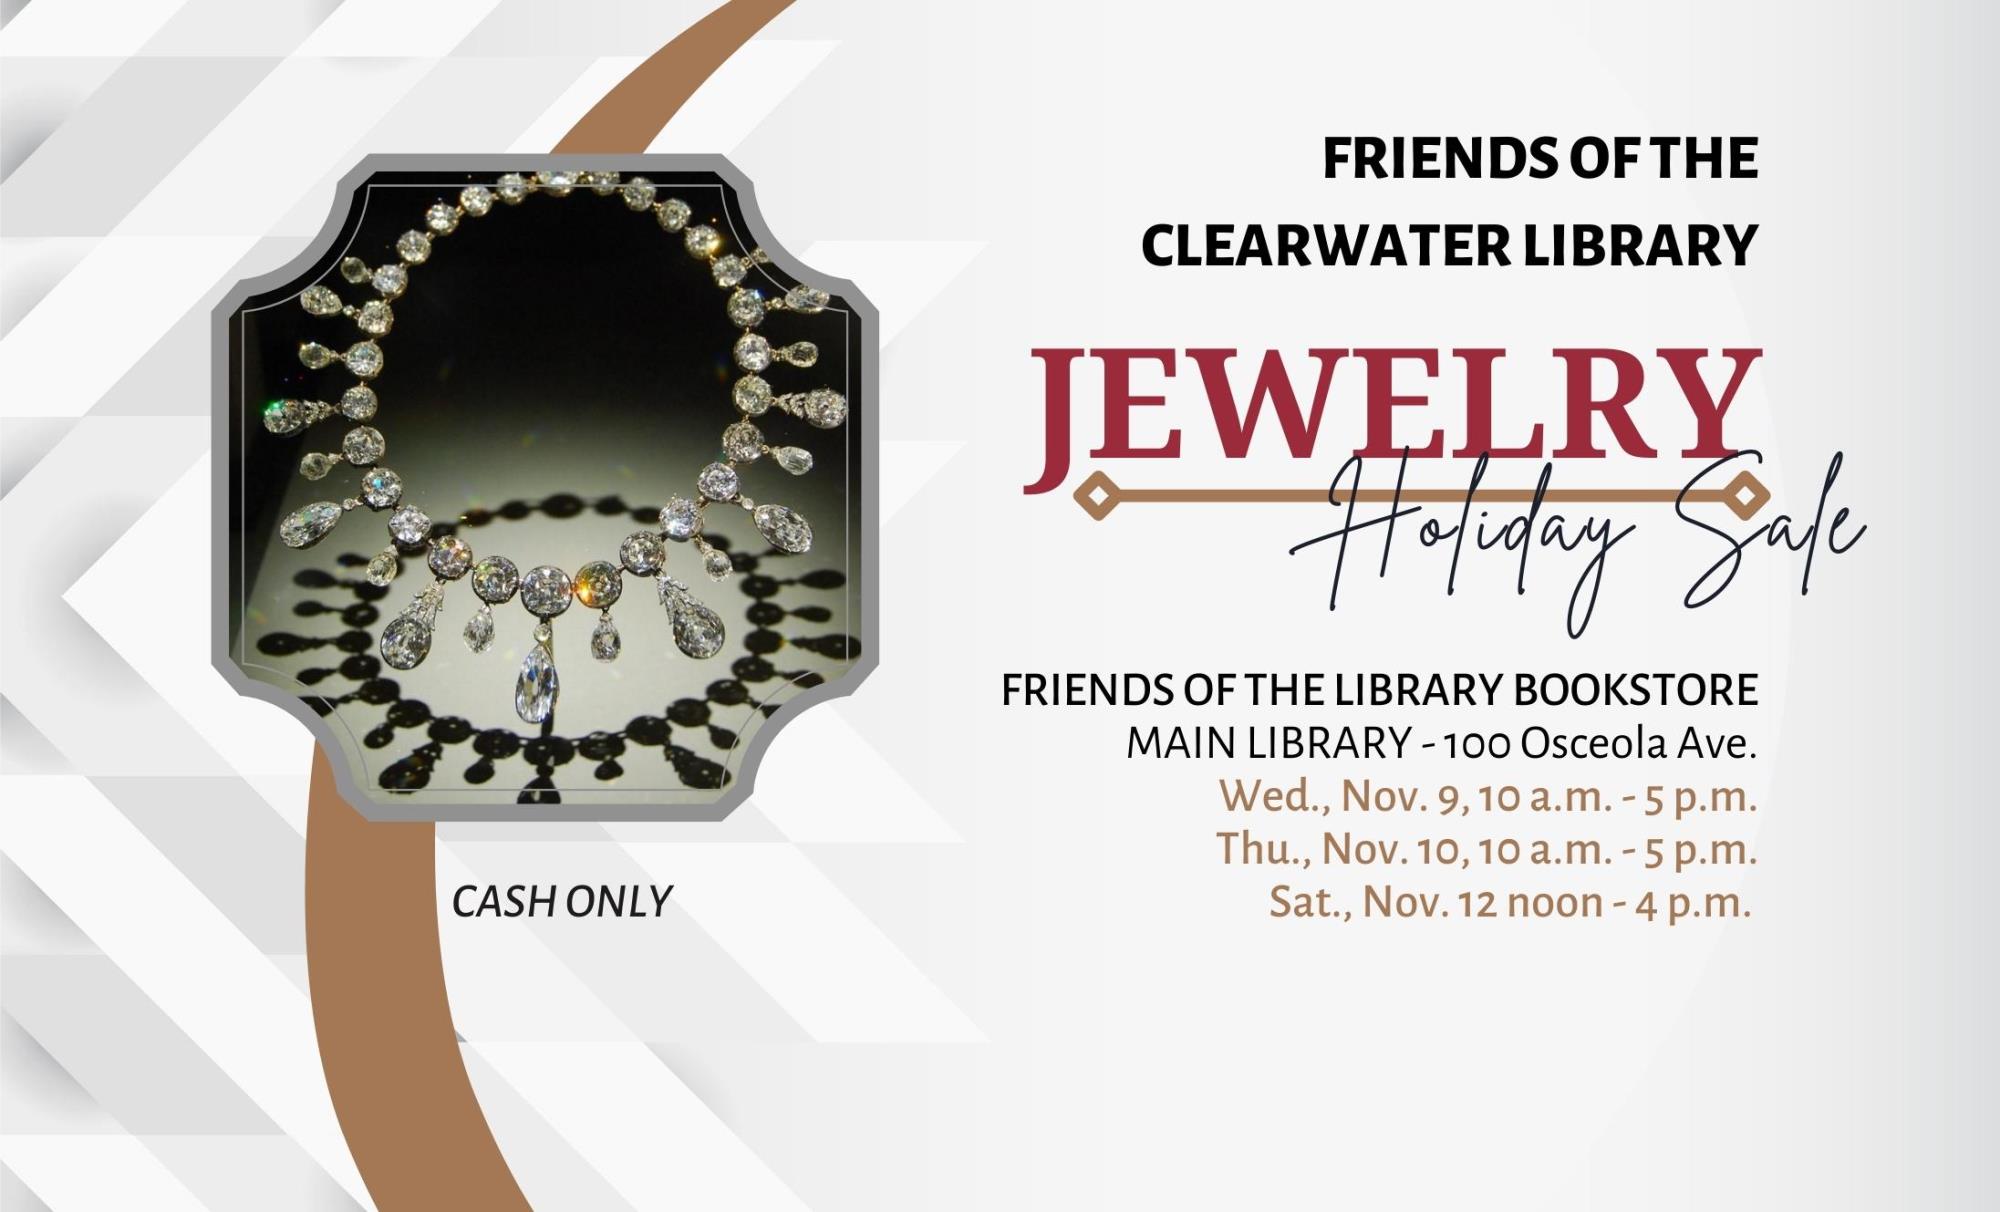 FRIENDS OF THE
CLEARWATER LIBRARY
JEWELRY
Holiday Sale
FRIENDS OF THE LIBRARY BOOKSTORE
MAIN LIBRARY - 100 Osceola Ave.
Wed., Nov. 9, 10 a.m. - 5 p.m.
Thu., Nov. 10, 10 a.m. - 5 p.m.
Sat., Nov. 12 noon - 4 p.m.
CASH ONLY